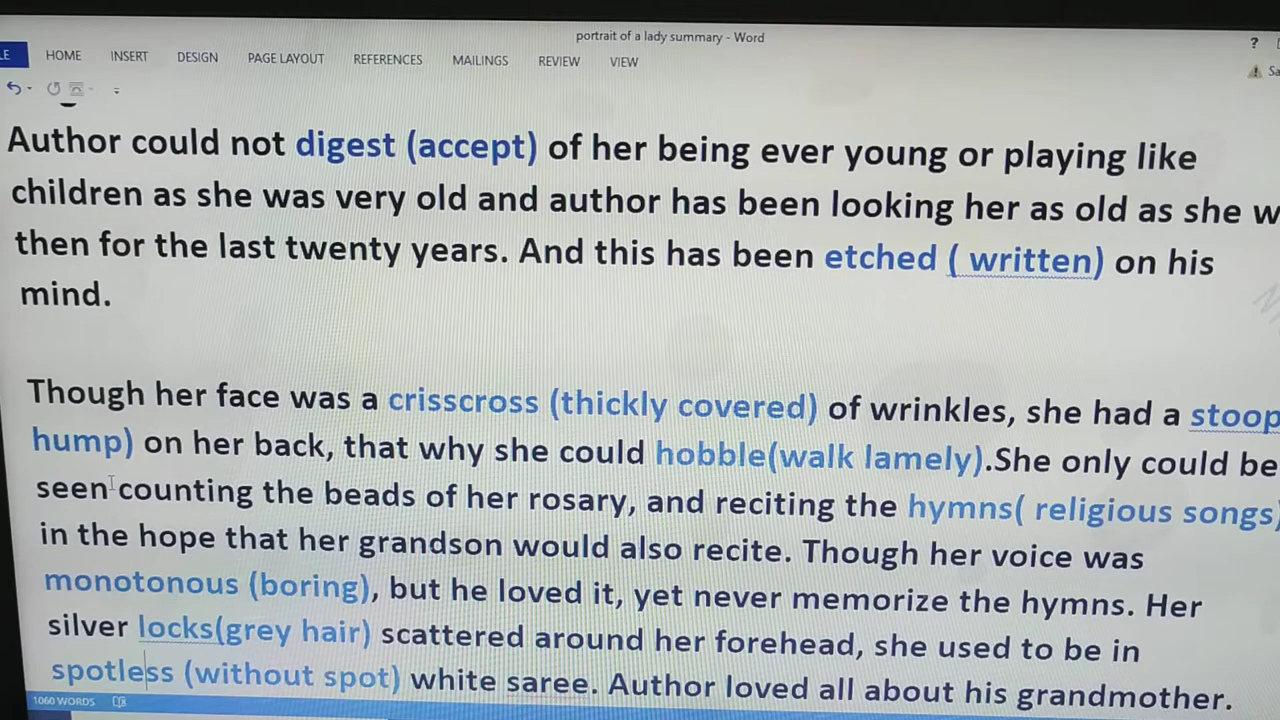 portrait of a lady summary - Word
?
HOME INSERT DESIGN PAGE LAYOUT REFERENCES MAILINGS REVIEW VIEW
Author could not digest (accept) of her being ever young or playing like
children as she was very old and author has been looking her as old as she w
then for the last twenty years. And this has been etched ( written) on his
mind.
Though her face was a crisscross (thickly covered) of wrinkles, she had a stoop
hump) on her back, that why she could hobble(walk lamely).She only could be
seen counting the beads of her rosary, and reciting the hymns( religious songs)
in the hope that her grandson would also recite. Though her voice was
monotonous (boring), but he loved it, yet never memorize the hymns. Her
silver locks(grey hair) scattered around her forehead, she used to be in
spotless (without spot) white saree. Author loved all about his grandmother.
1060 WORDS